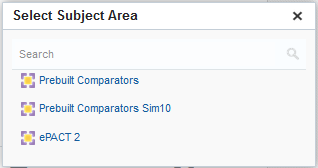 Select Subject Area
Search
Prebuilt Comparators
Prebuilt Comparators Sim10
ePACT 2